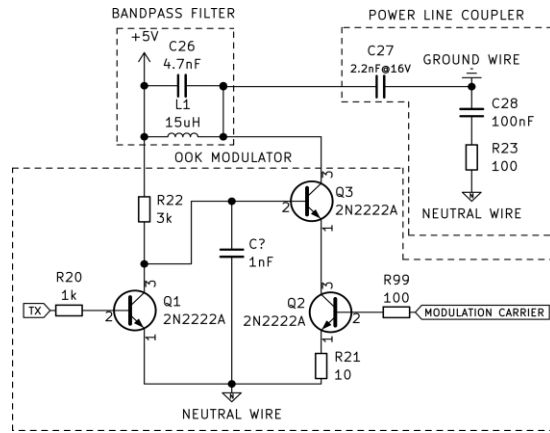 BANDPASS FILTER
POWER LINE COUPLER
+5V
C26
4.7nF
L1
15uH
C27
2.2nF@16V
GROUND WIRE
C28
100nF
R23
100
NEUTRAL WIRE
OOK MODULATOR
R22
3k
3
Q3
2
2N2222A
1
C?
1nF
R20
1k
TX
3
Q1
2
2N2222A
1
3
Q2
2N2222A
2
1
R99
100
MODULATION CARRIER
R21
10
N
NEUTRAL WIRE
N